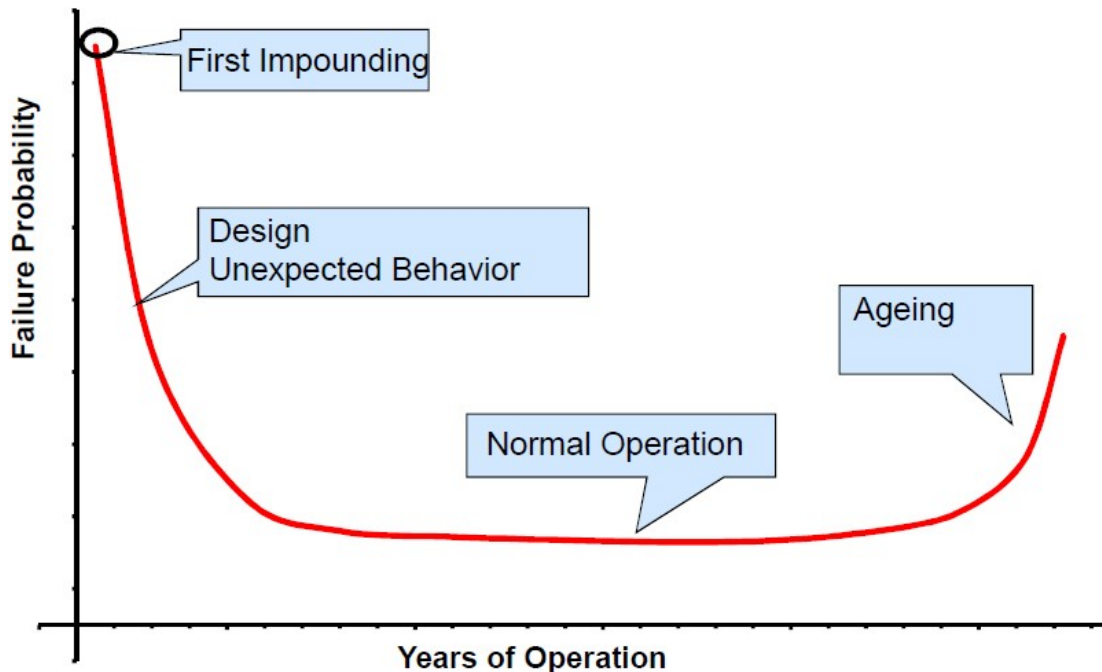 First Impounding
Design
Unexpected Behavior
Ageing
Normal Operation
Failure Probability
Years of Operation